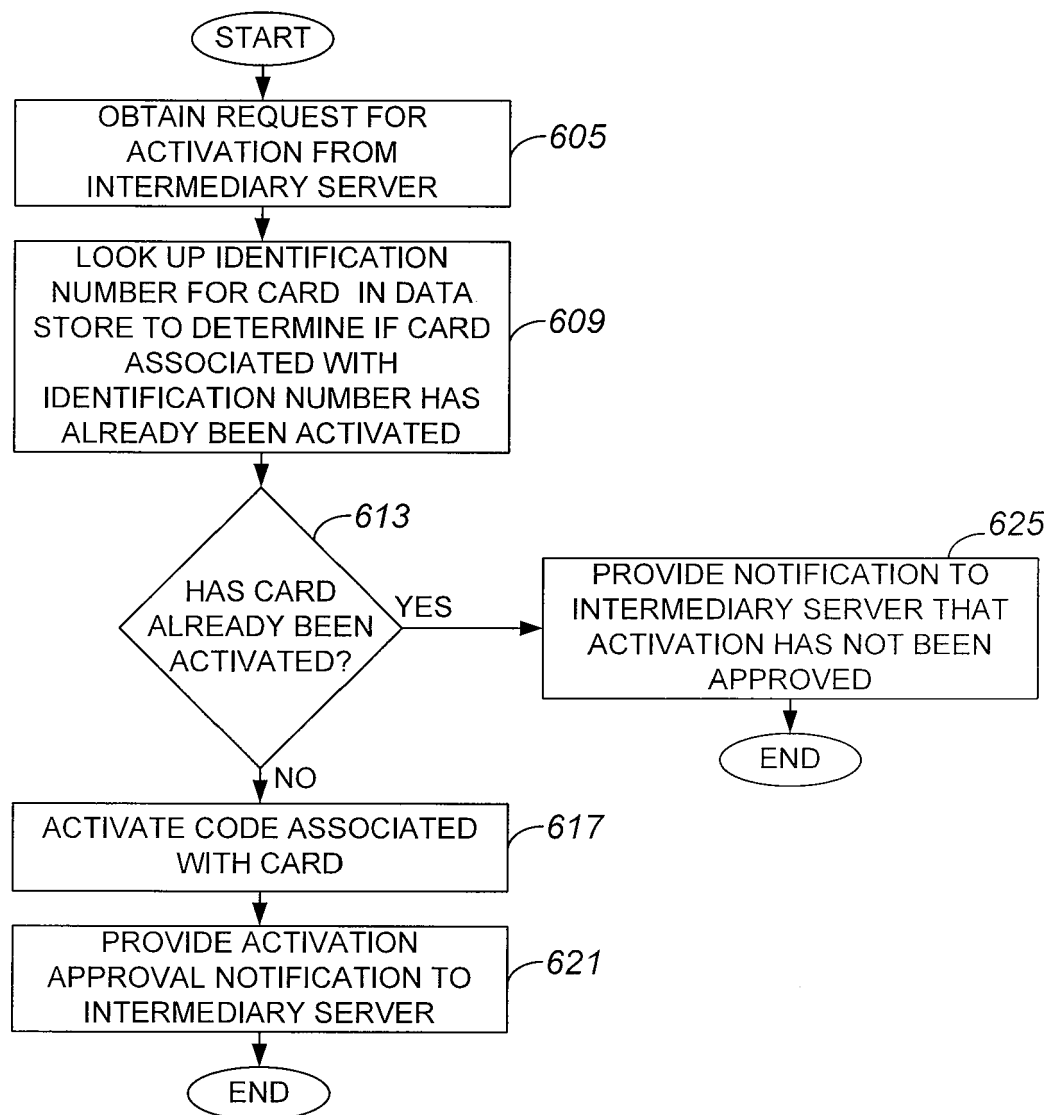 START
OBTAIN REQUEST FOR
ACTIVATION FROM
INTERMEDIARY SERVER
605
LOOK UP IDENTIFICATION
NUMBER FOR CARD IN DATA
STORE TO DETERMINE IF CARD
ASSOCIATED WITH
IDENTIFICATION NUMBER HAS
ALREADY BEEN ACTIVATED
609
613
HAS CARD
ALREADY BEEN
ACTIVATED?
YES
625
PROVIDE NOTIFICATION TO
INTERMEDIARY SERVER THAT
ACTIVATION HAS NOT BEEN
APPROVED
END
NO
ACTIVATE CODE ASSOCIATED
WITH CARD
617
PROVIDE ACTIVATION
APPROVAL NOTIFICATION TO
INTERMEDIARY SERVER
621
END